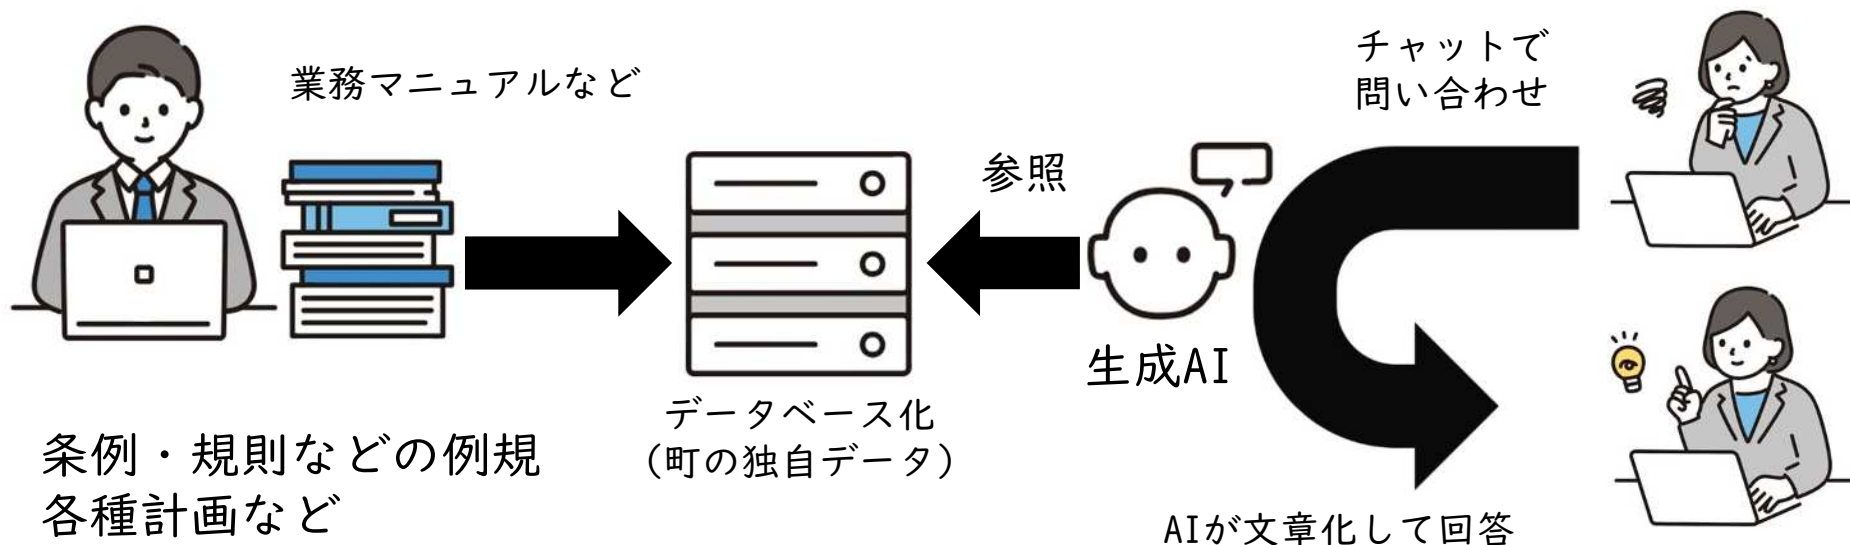 業務マニュアルなど
チャットで
問い合わせ
参照
生成AI
データベース化
(町の独自データ)
条例・規則などの例規
各種計画など
AIが文章化して回答